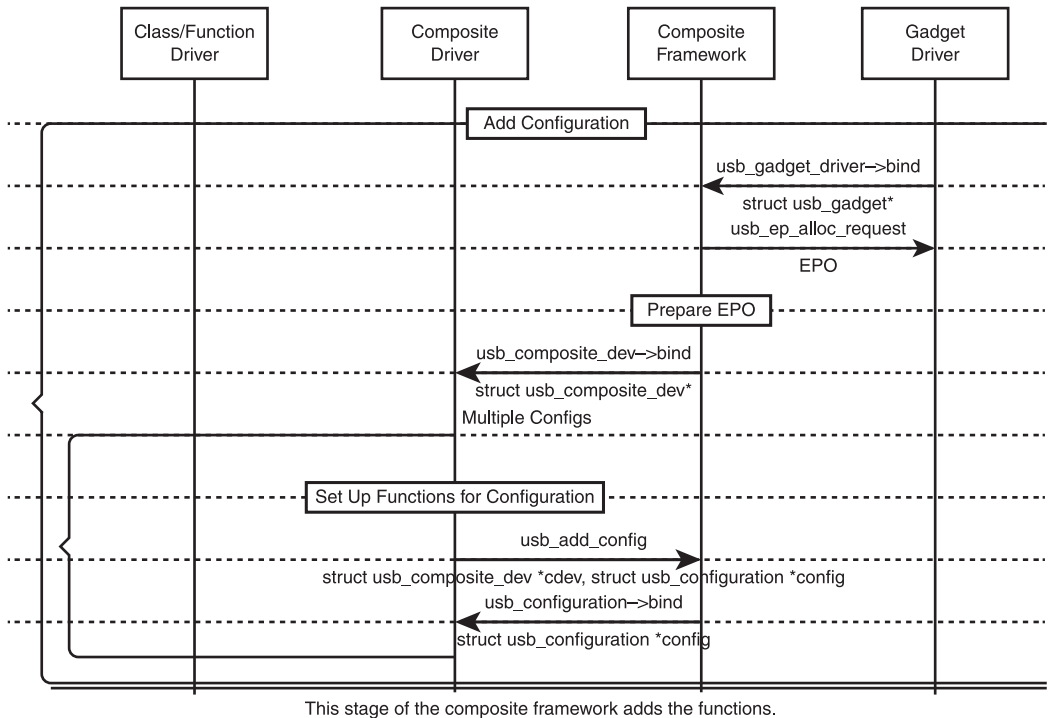 Class/Function
Driver
Composite
Driver
Composite
Framework
Gadget
Driver
Add Configuration
usb_gadget_driver–>bind
struct usb_gadget*
usb_ep_alloc_request
EPO
Prepare EPO
usb_composite_dev–>bind
struct usb_composite_dev*
Multiple Configs
Set Up Functions for Configuration
usb_add_config
struct usb_composite_dev *cdev, struct usb_configuration *config
usb_configuration–>bind
struct usb_configuration *config
This stage of the composite framework adds the functions.